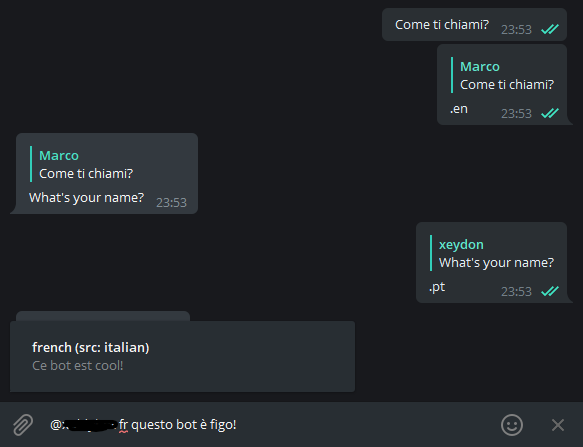 Come ti chiami? 23:53
Marco
Come ti chiami?
.en 23:53
Marco
Come ti chiami?
What's your name? 23:53
xeydon
What's your name?
.pt 23:53
french (src: italian)
Ce bot est cool!
fr questo bot è figo!